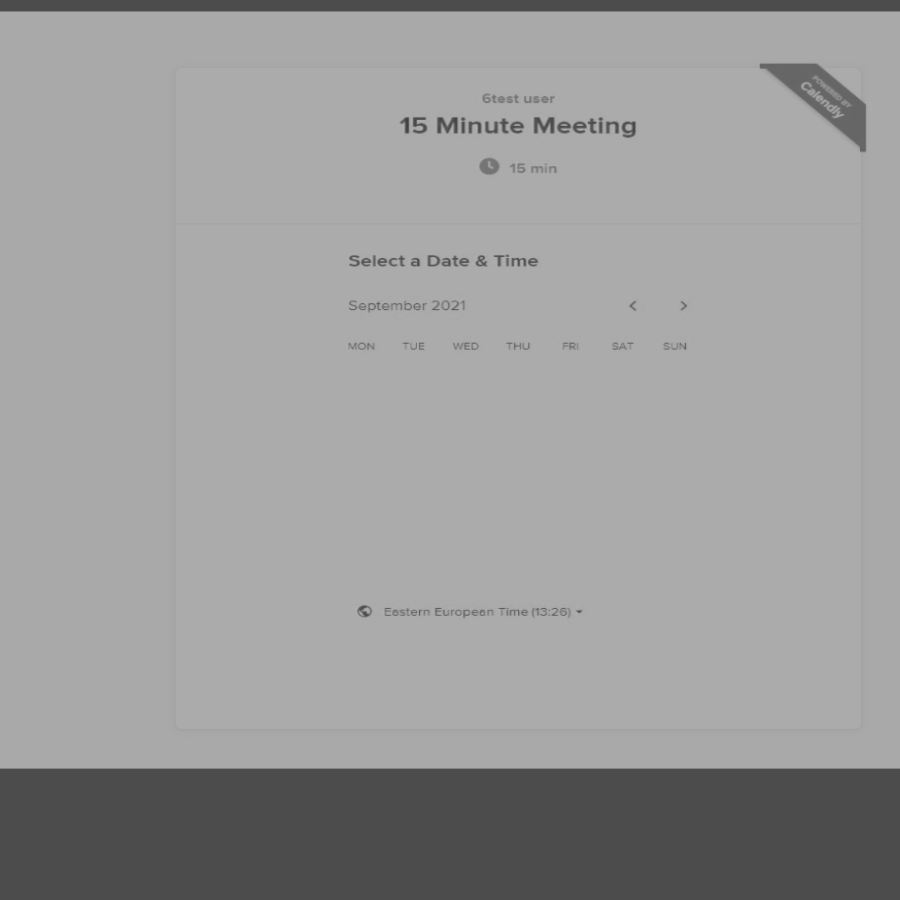 POWERED BY
Calendly
6test user
15 Minute Meeting
15 min
Select a Date & Time
September 2021
MON TUE WED THU FRI SAT SUN
Eastern European Time (13:26)